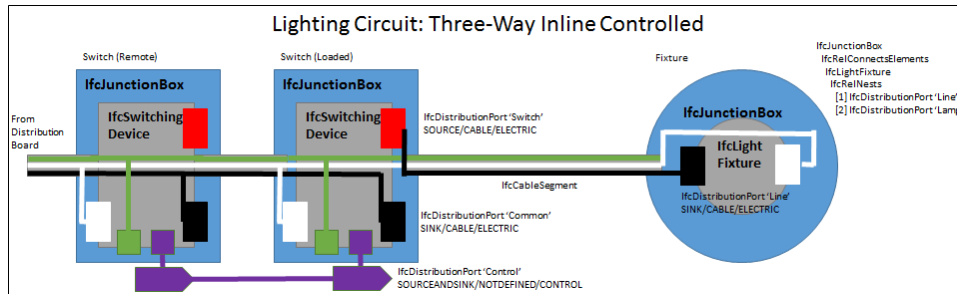 Lighting Circuit: Three-Way Inline Controlled
Switch (Remote)
Switch (Loaded)
Fixture
IfcJunctionBox
IfcRelConnectsElements
IfcLightFixture
IfcRelNests
[1] IfcDistributionPort 'Line'
[2] IfcDistributionPort 'Lamp
IfcJunctionBox
IfcJunctionBox
IfcJunctionBox
From
Distribution
Board
IfcSwitching
Device
IfcSwitching
Device
IfcDistributionPort 'Switch'
SOURCE/CABLE/ELECTRIC
IfcLight
Fixture
IfcCableSegment
IfcDistributionPort 'Line'
SINK/CABLE/ELECTRIC
IfcDistributionPort 'Common'
SINK/CABLE/ELECTRIC
IfcDistributionPort 'Control'
SOURCEANDSINK/NOTDEFINED/CONTROL